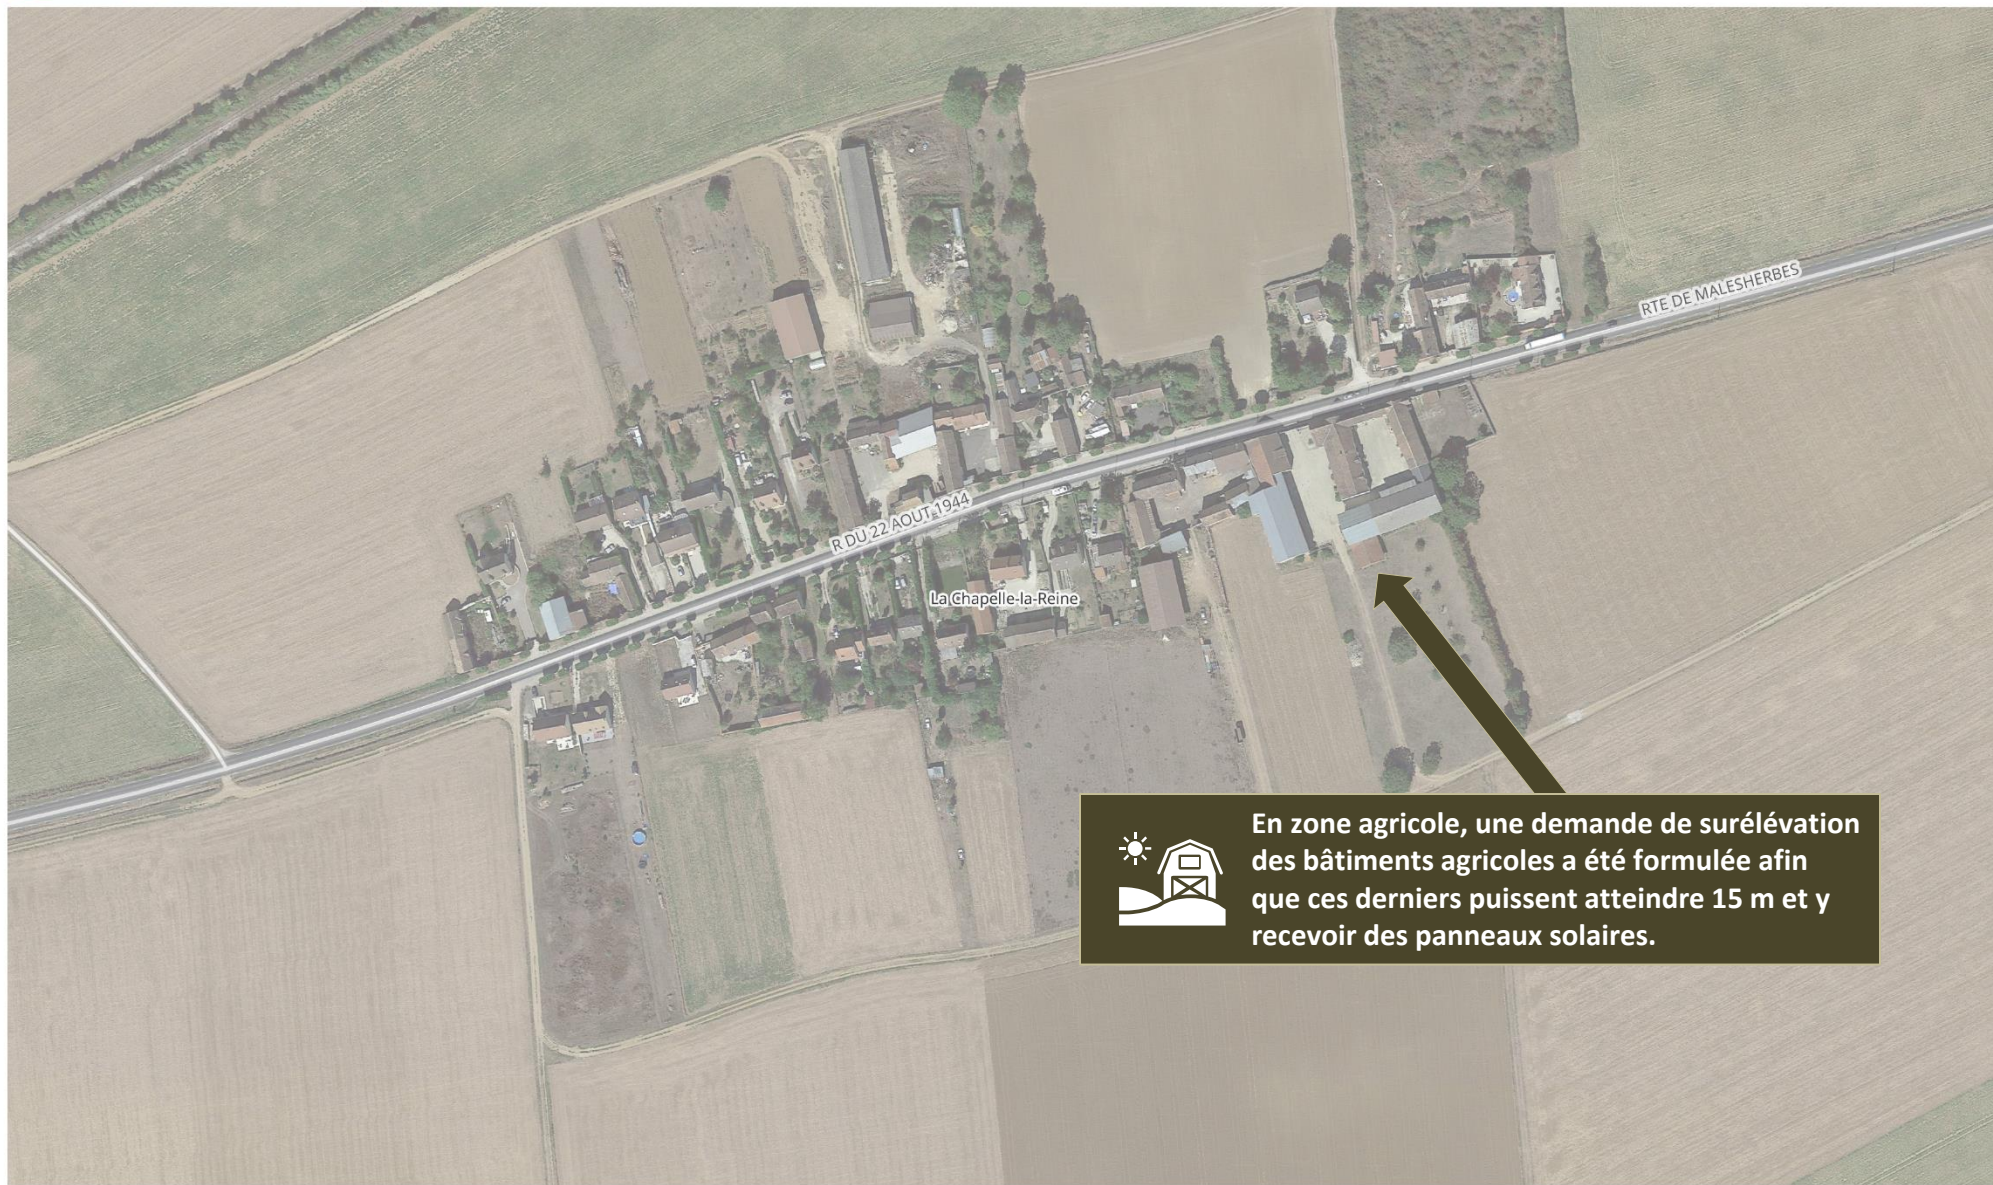 RTE DE MALESHERBES
R DU 22 AOUT 1944
La Chapelle-la-Reine
En zone agricole, une demande de surélévation
des bâtiments agricoles a été formulée afin
que ces derniers puissent atteindre 15 m et y
recevoir des panneaux solaires.